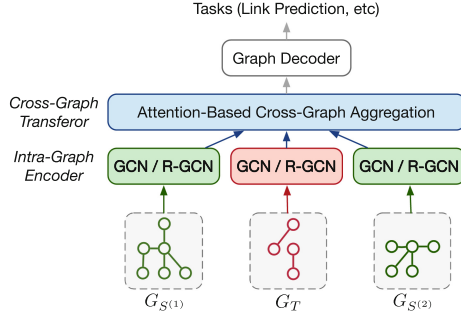 Tasks (Link Prediction, etc)
Graph Decoder
Cross-Graph
Transferor
Attention-Based Cross-Graph Aggregation
Intra-Graph
Encoder
GCN / R-GCN
GCN / R-GCN
GCN / R-GCN
G_{S^{(1)}}
G_T
G_{S^{(2)}}